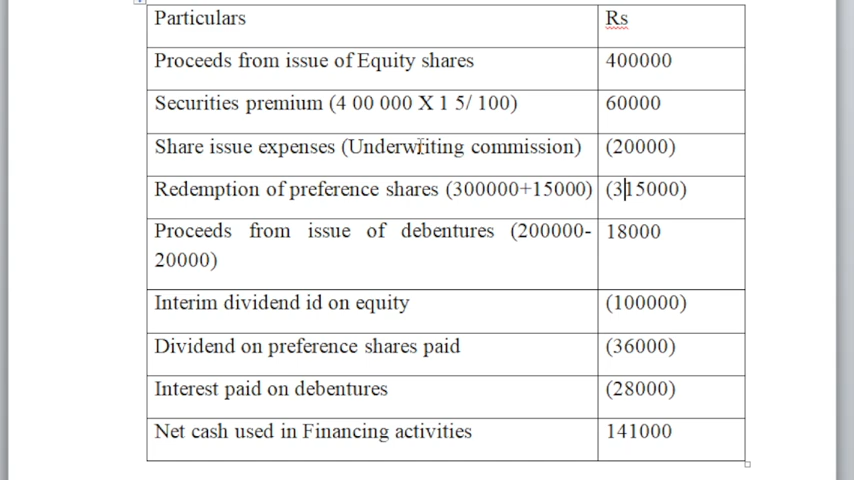 Particulars Rs
Proceeds from issue of Equity shares 400000
Securities premium (4 00 000 X 1 5/ 100) 60000
Share issue expenses (Underwriting commission) (20000)
Redemption of preference shares (300000+15000) (315000)
Proceeds from issue of debentures (200000- 18000
20000)
Interim dividend id on equity (100000)
Dividend on preference shares paid (36000)
Interest paid on debentures (28000)
Net cash used in Financing activities 141000